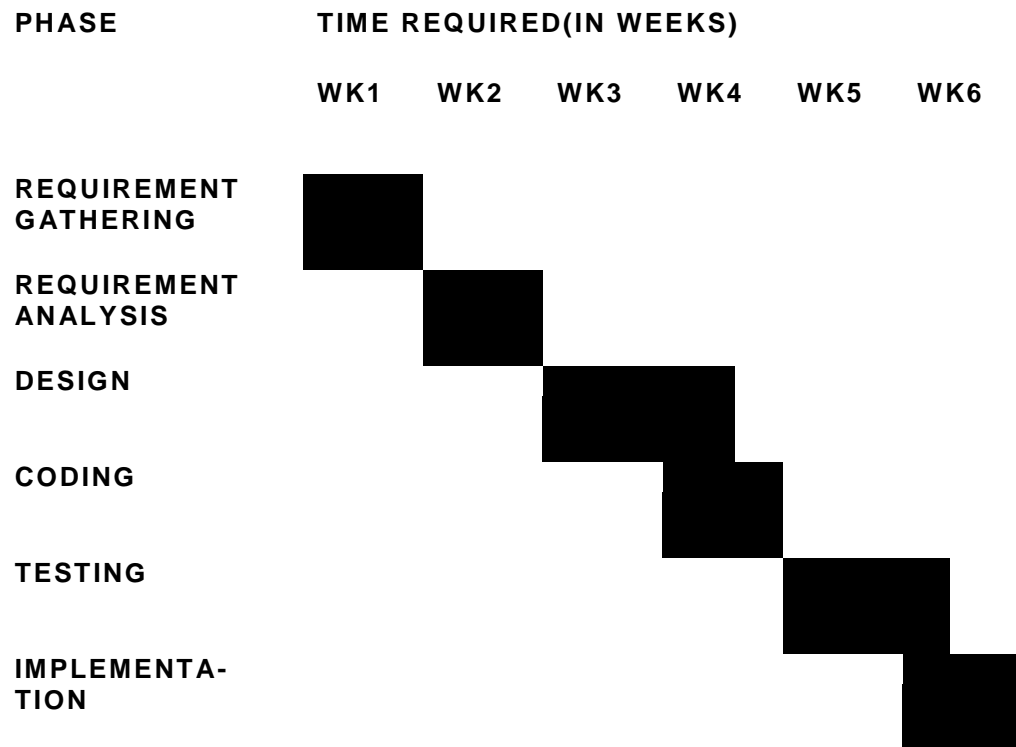 PHASE TIME REQUIRED(IN WEEKS)
WK1 WK2 WK3 WK4 WK5 WK6
REQUIREMENT
GATHERING
REQUIREMENT
ANALYSIS
DESIGN
CODING
TESTING
IMPLEMENTA-
TION